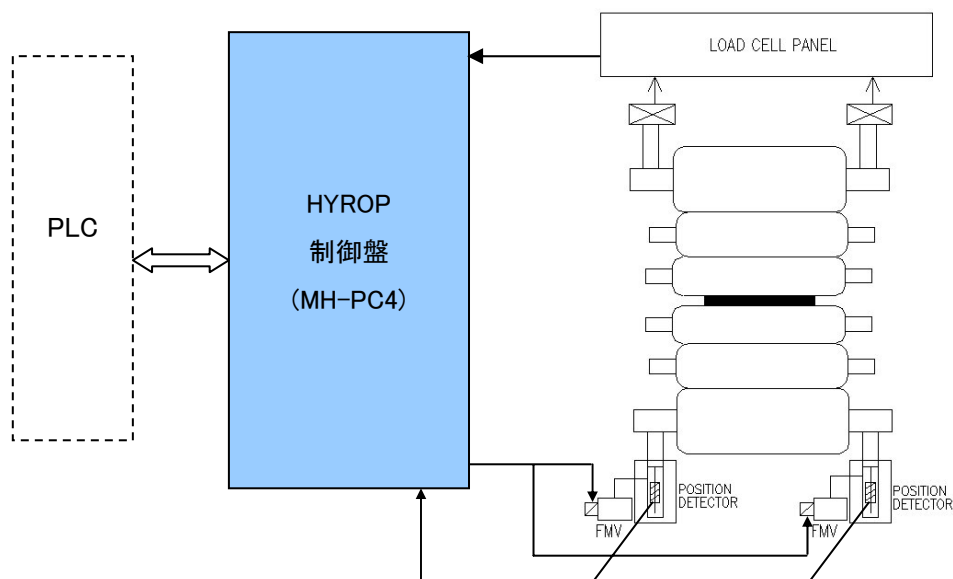 LOAD CELL PANEL
PLC
HYROP
制御盤
(MH-PC4)
POSITION
DETECTOR
FMV
POSITION
DETECTOR
FMV